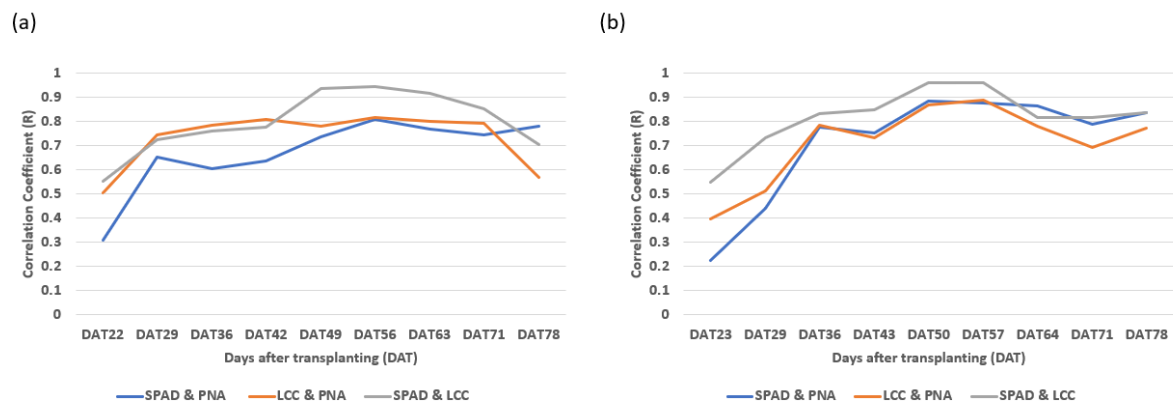 (a)
Correlation Coefficient (R)
1
0.9
0.8
0.7
0.6
0.5
0.4
0.3
0.2
0.1
0
DAT22 DAT29 DAT36 DAT42 DAT49 DAT56 DAT63 DAT71 DAT78
Days after transplanting (DAT)
SPAD & PNA LCC & PNA SPAD & LCC
(b)
Correlation Coefficient (R)
1
0.9
0.8
0.7
0.6
0.5
0.4
0.3
0.2
0.1
0
DAT23 DAT29 DAT36 DAT43 DAT50 DAT57 DAT64 DAT71 DAT78
Days after transplanting (DAT)
SPAD & PNA LCC & PNA SPAD & LCC